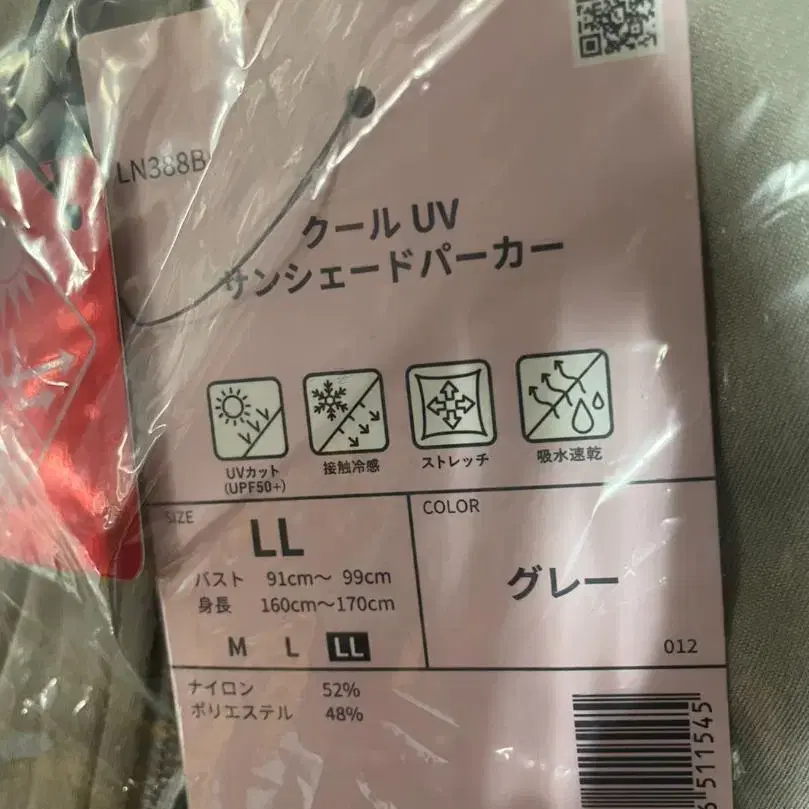 LN388B
クール UV
サンシェードパーカー
UVカット
(UPF50+)
接触冷感
ストレッチ
吸水速乾
SIZE
LL
バスト 91cm〜 99cm
身長 160cm〜170cm
M L LL
COLOR
グレー
012
ナイロン 52%
ポリエステル 48%
511545